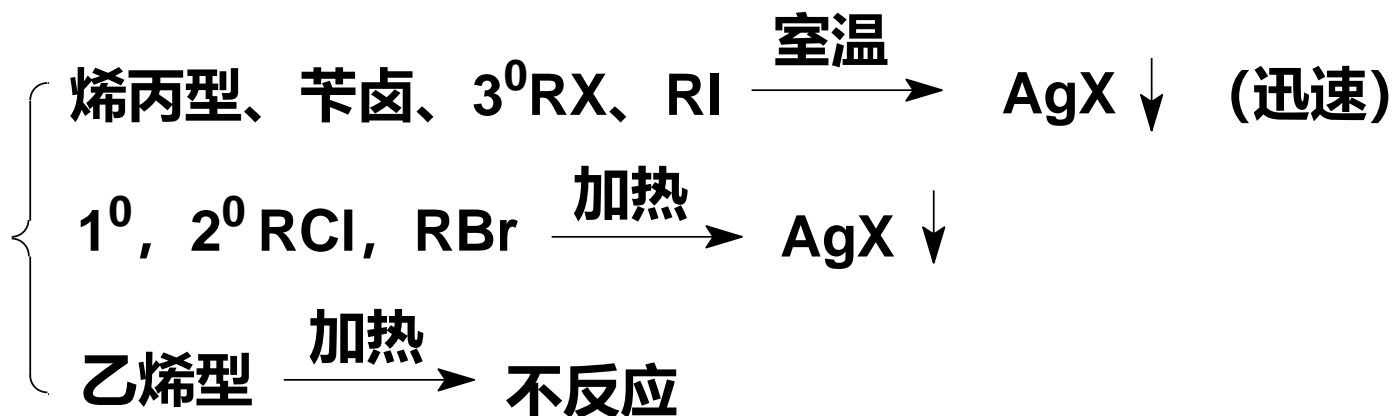 室温
烯丙型、苄卤、3⁰RX、RI → AgX ↓ (迅速)
加热
1⁰, 2⁰ RCl, RBr → AgX ↓
加热
乙烯型 → 不反应